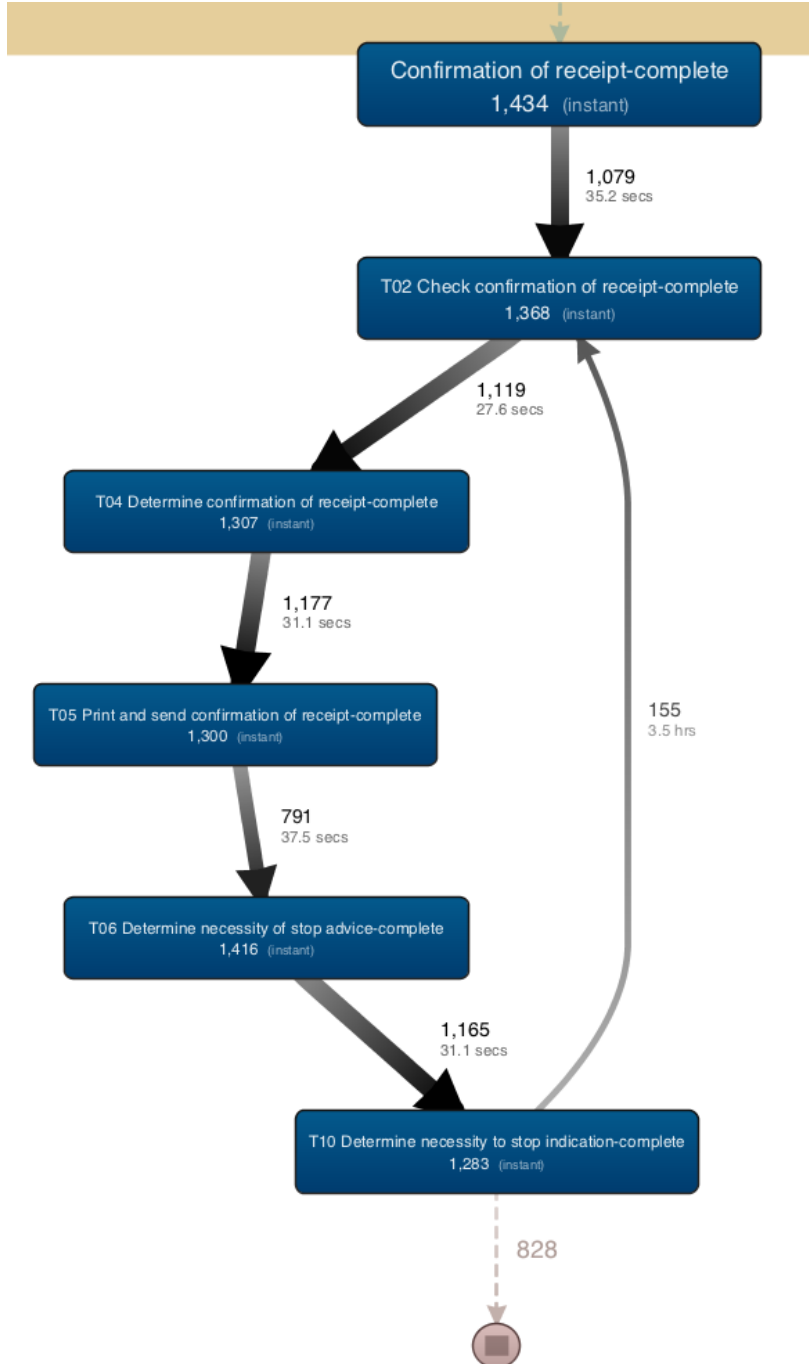 Confirmation of receipt-complete
1,434 (instant)
1,079
35.2 secs
T02 Check confirmation of receipt-complete
1,368 (instant)
1,119
27.6 secs
T04 Determine confirmation of receipt-complete
1,307 (instant)
1,177
31.1 secs
T05 Print and send confirmation of receipt-complete
1,300 (instant)
155
3.5 hrs
791
37.5 secs
T06 Determine necessity of stop advice-complete
1,416 (instant)
1,165
31.1 secs
T10 Determine necessity to stop indication-complete
1,283 (instant)
828